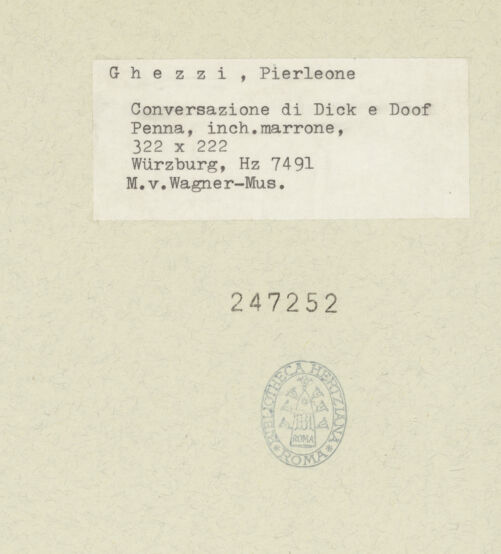 G h e z z i , Pierleone
Conversazione di Dick e Doof
Penna, inch.marrone,
322 x 222
Würzburg, Hz 7491
M.v.Wagner-Mus.
247252
BIBLIOTHECA HERTZIANA
ROMA
* ROMA *